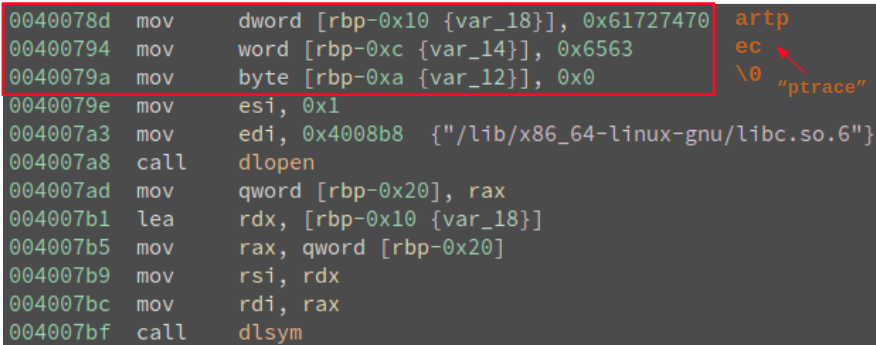 0040078d mov dword [rbp-0x10 {var_18}], 0x61727470 artp
00400794 mov word [rbp-0xc {var_14}], 0x6563 ec
0040079a mov byte [rbp-0xa {var_12}], 0x0 \0 "ptrace"
0040079e mov esi, 0x1
004007a3 mov edi, 0x4008b8 {"/lib/x86_64-linux-gnu/libc.so.6"}
004007a8 call dlopen
004007ad mov qword [rbp-0x20], rax
004007b1 lea rdx, [rbp-0x10 {var_18}]
004007b5 mov rax, qword [rbp-0x20]
004007b9 mov rsi, rdx
004007bc mov rdi, rax
004007bf call dlsym